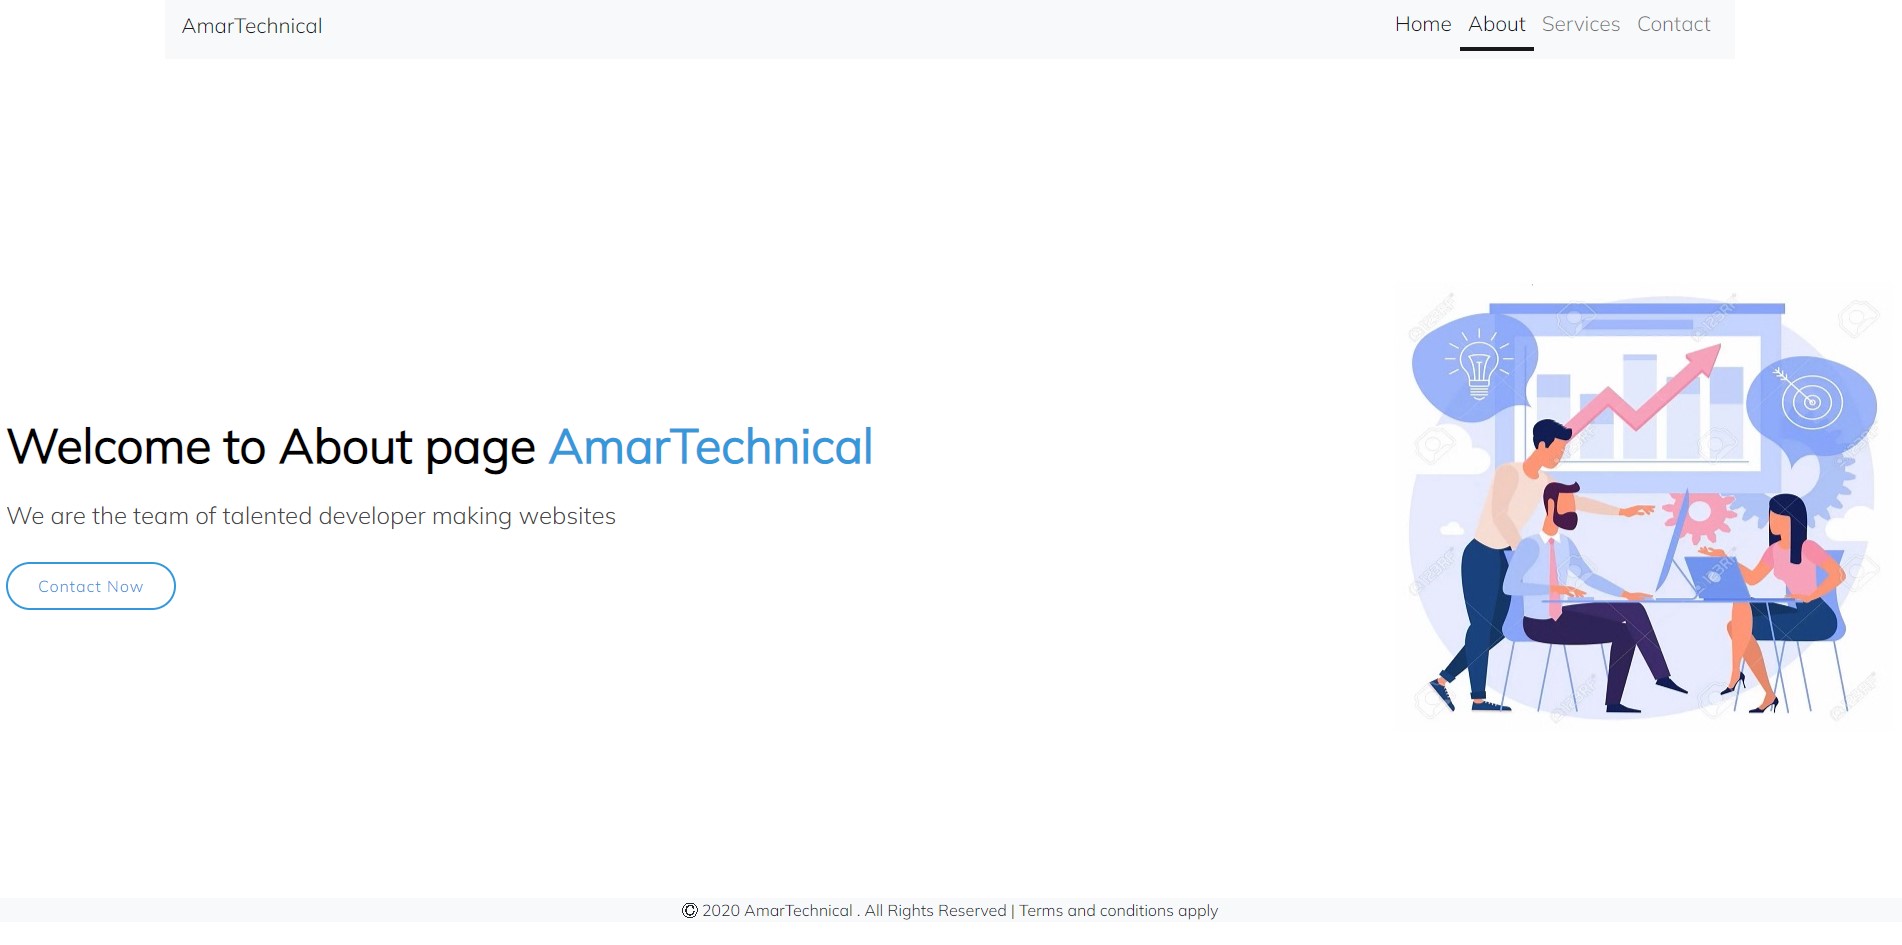 AmarTechnical
Home About Services Contact
Welcome to About page AmarTechnical
We are the team of talented developer making websites
Contact Now
© 2020 AmarTechnical . All Rights Reserved | Terms and conditions apply